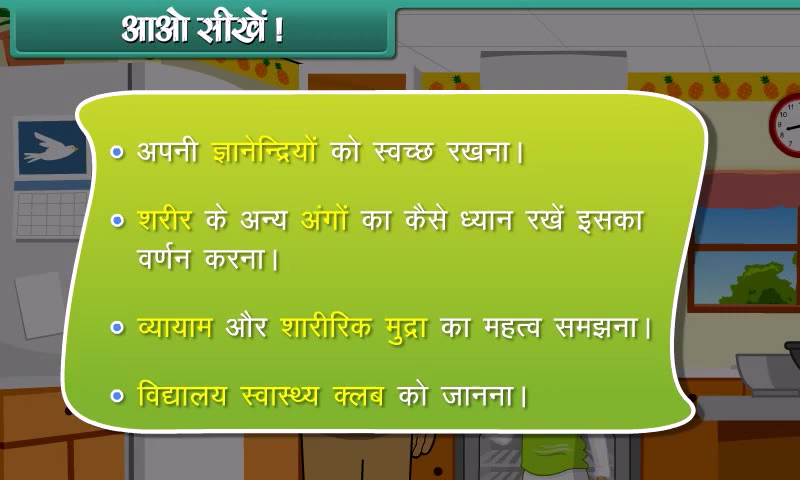 आओ सीखें!
अपनी ज्ञानेन्द्रियों को स्वच्छ रखना।
शरीर के अन्य अंगों का कैसे ध्यान रखें इसका
वर्णन करना।
व्यायाम और शारीरिक मुद्रा का महत्व समझना।
विद्यालय स्वास्थ्य क्लब को जानना।